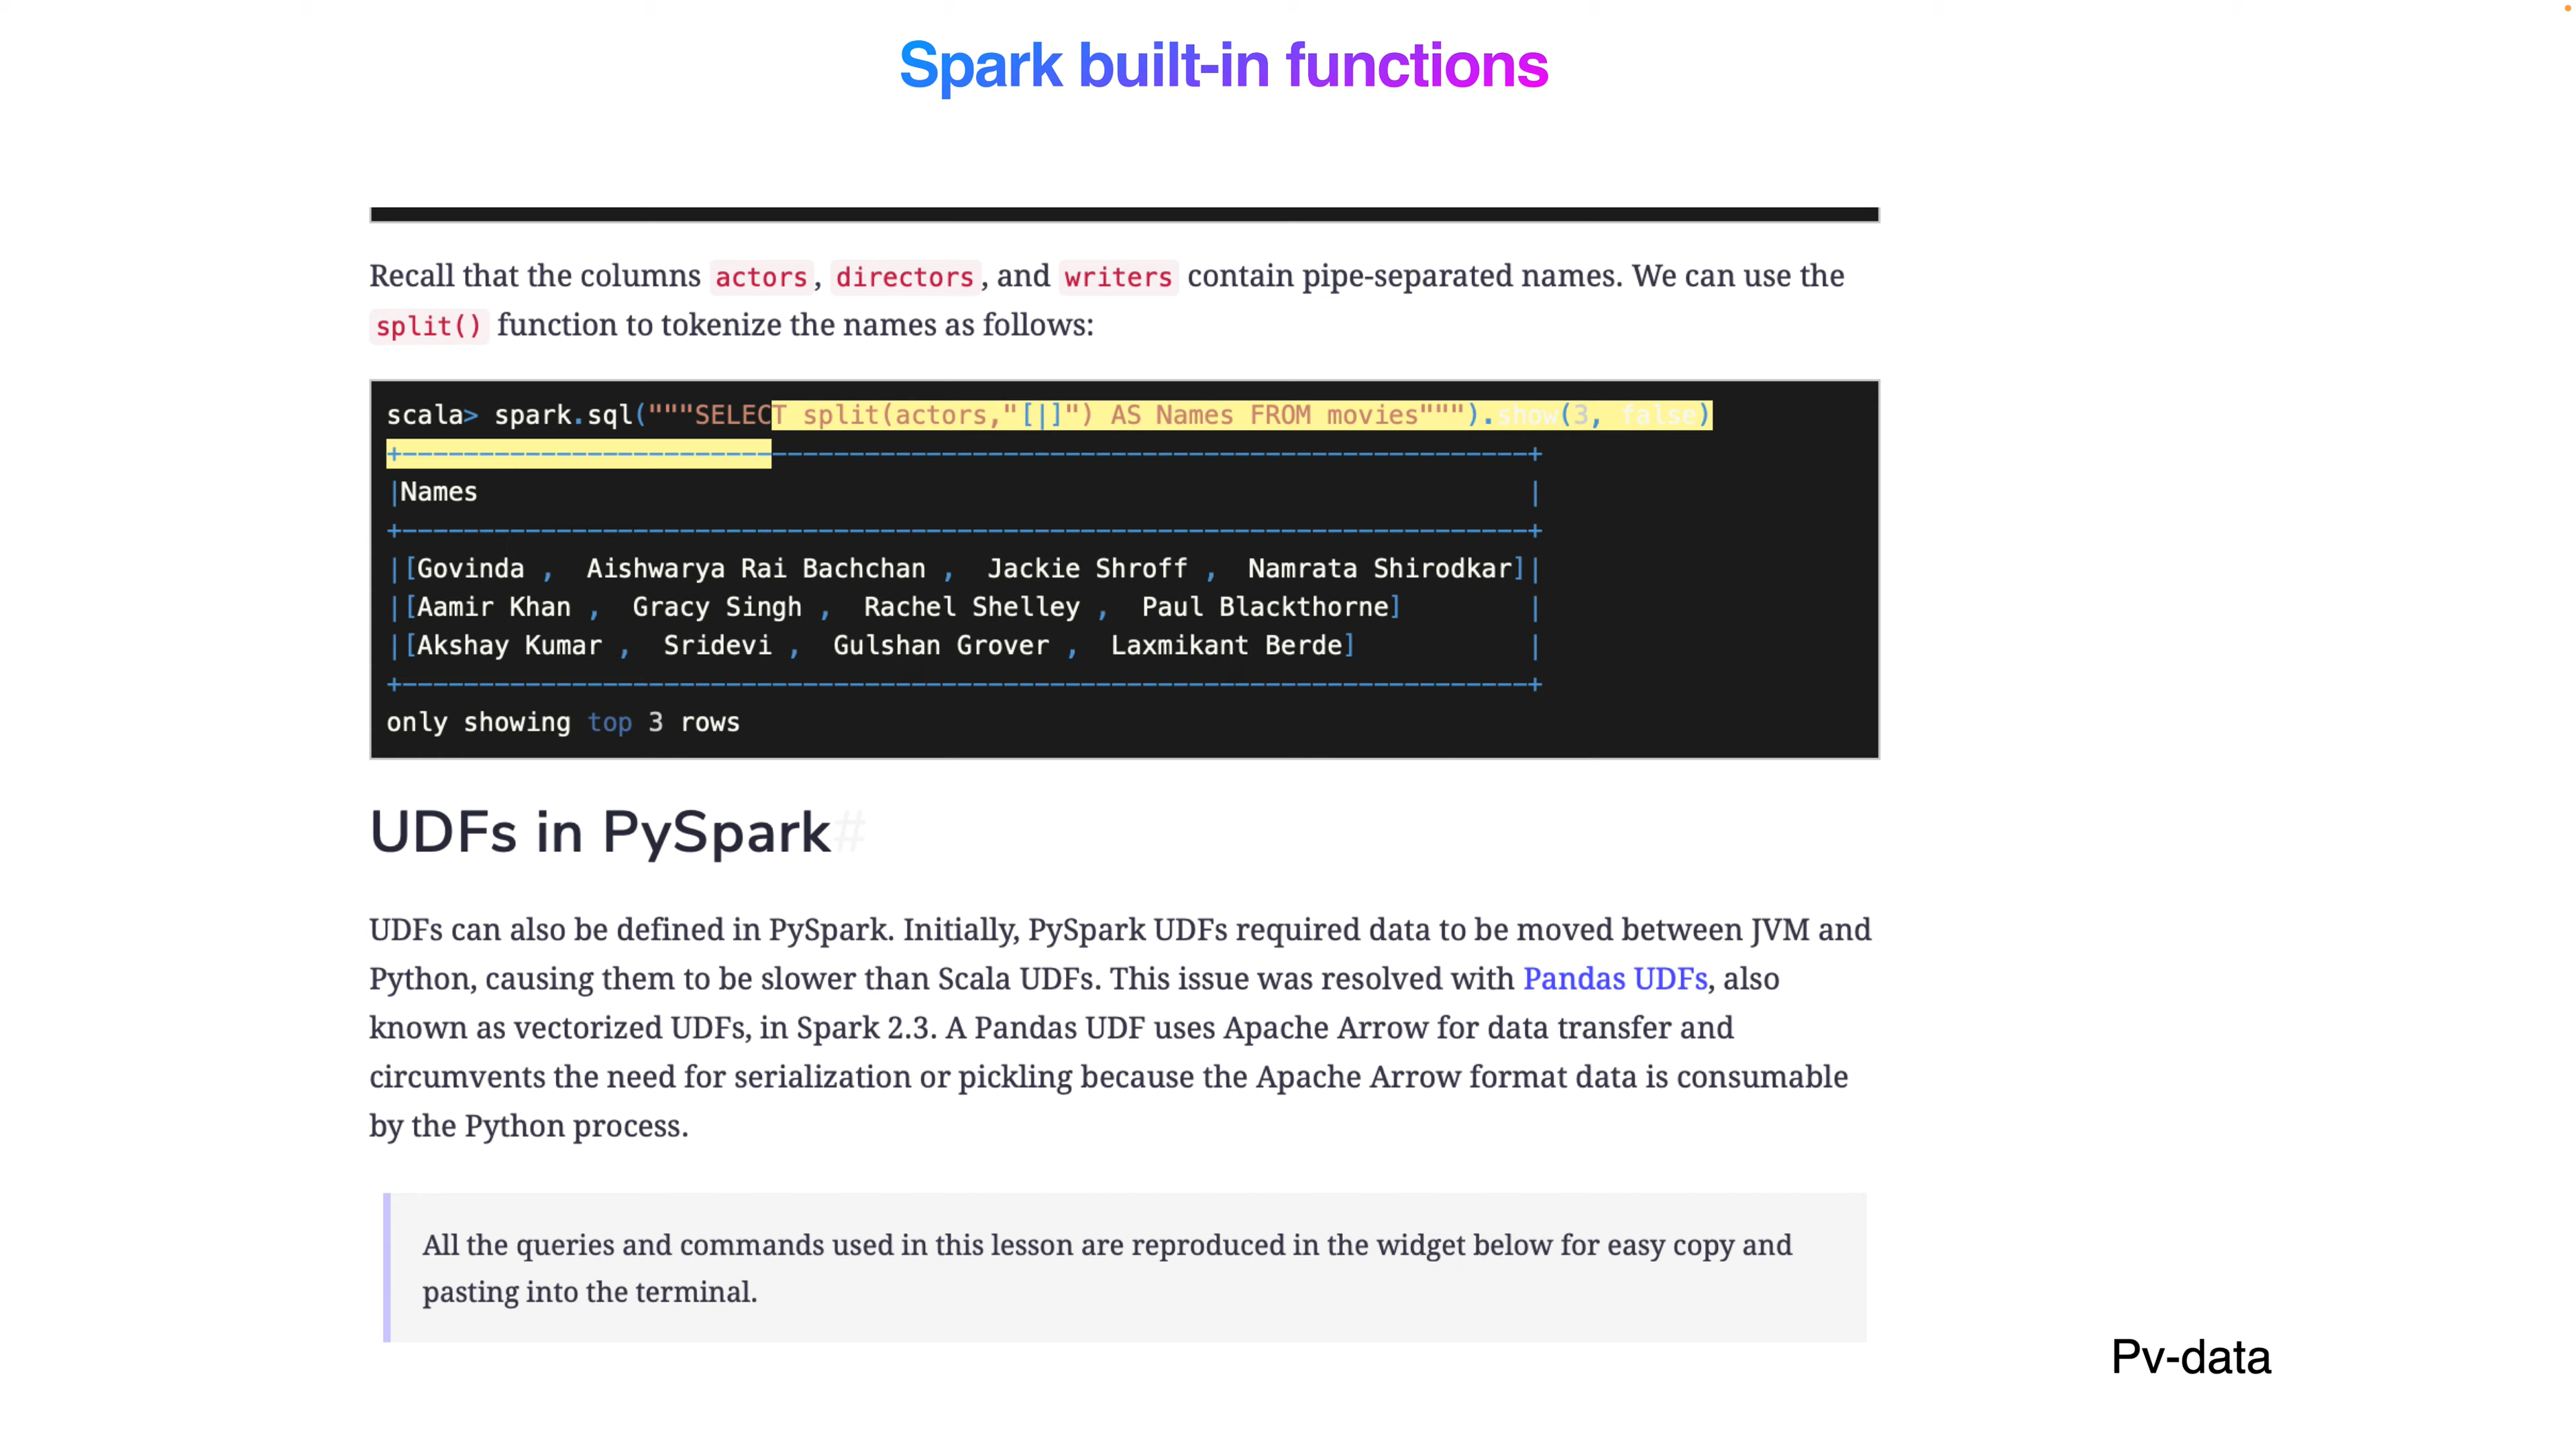 Spark built-in functions
Recall that the columns actors, directors, and writers contain pipe-separated names. We can use the
split() function to tokenize the names as follows:
scala> spark.sql("""SELECT split(actors,"[|]") AS Names FROM movies""").show(3, false)
+--------------------------------------------------------------------------+
|Names                                                                     |
+--------------------------------------------------------------------------+
|[Govinda ,  Aishwarya Rai Bachchan ,  Jackie Shroff ,  Namrata Shirodkar]|
|[Aamir Khan ,  Gracy Singh ,  Rachel Shelley ,  Paul Blackthorne]         |
|[Akshay Kumar ,  Sridevi ,  Gulshan Grover ,  Laxmikant Berde]            |
+--------------------------------------------------------------------------+
only showing top 3 rows
UDFs in PySpark#
UDFs can also be defined in PySpark. Initially, PySpark UDFs required data to be moved between JVM and
Python, causing them to be slower than Scala UDFs. This issue was resolved with Pandas UDFs, also
known as vectorized UDFs, in Spark 2.3. A Pandas UDF uses Apache Arrow for data transfer and
circumvents the need for serialization or pickling because the Apache Arrow format data is consumable
by the Python process.
All the queries and commands used in this lesson are reproduced in the widget below for easy copy and
pasting into the terminal.
Pv-data